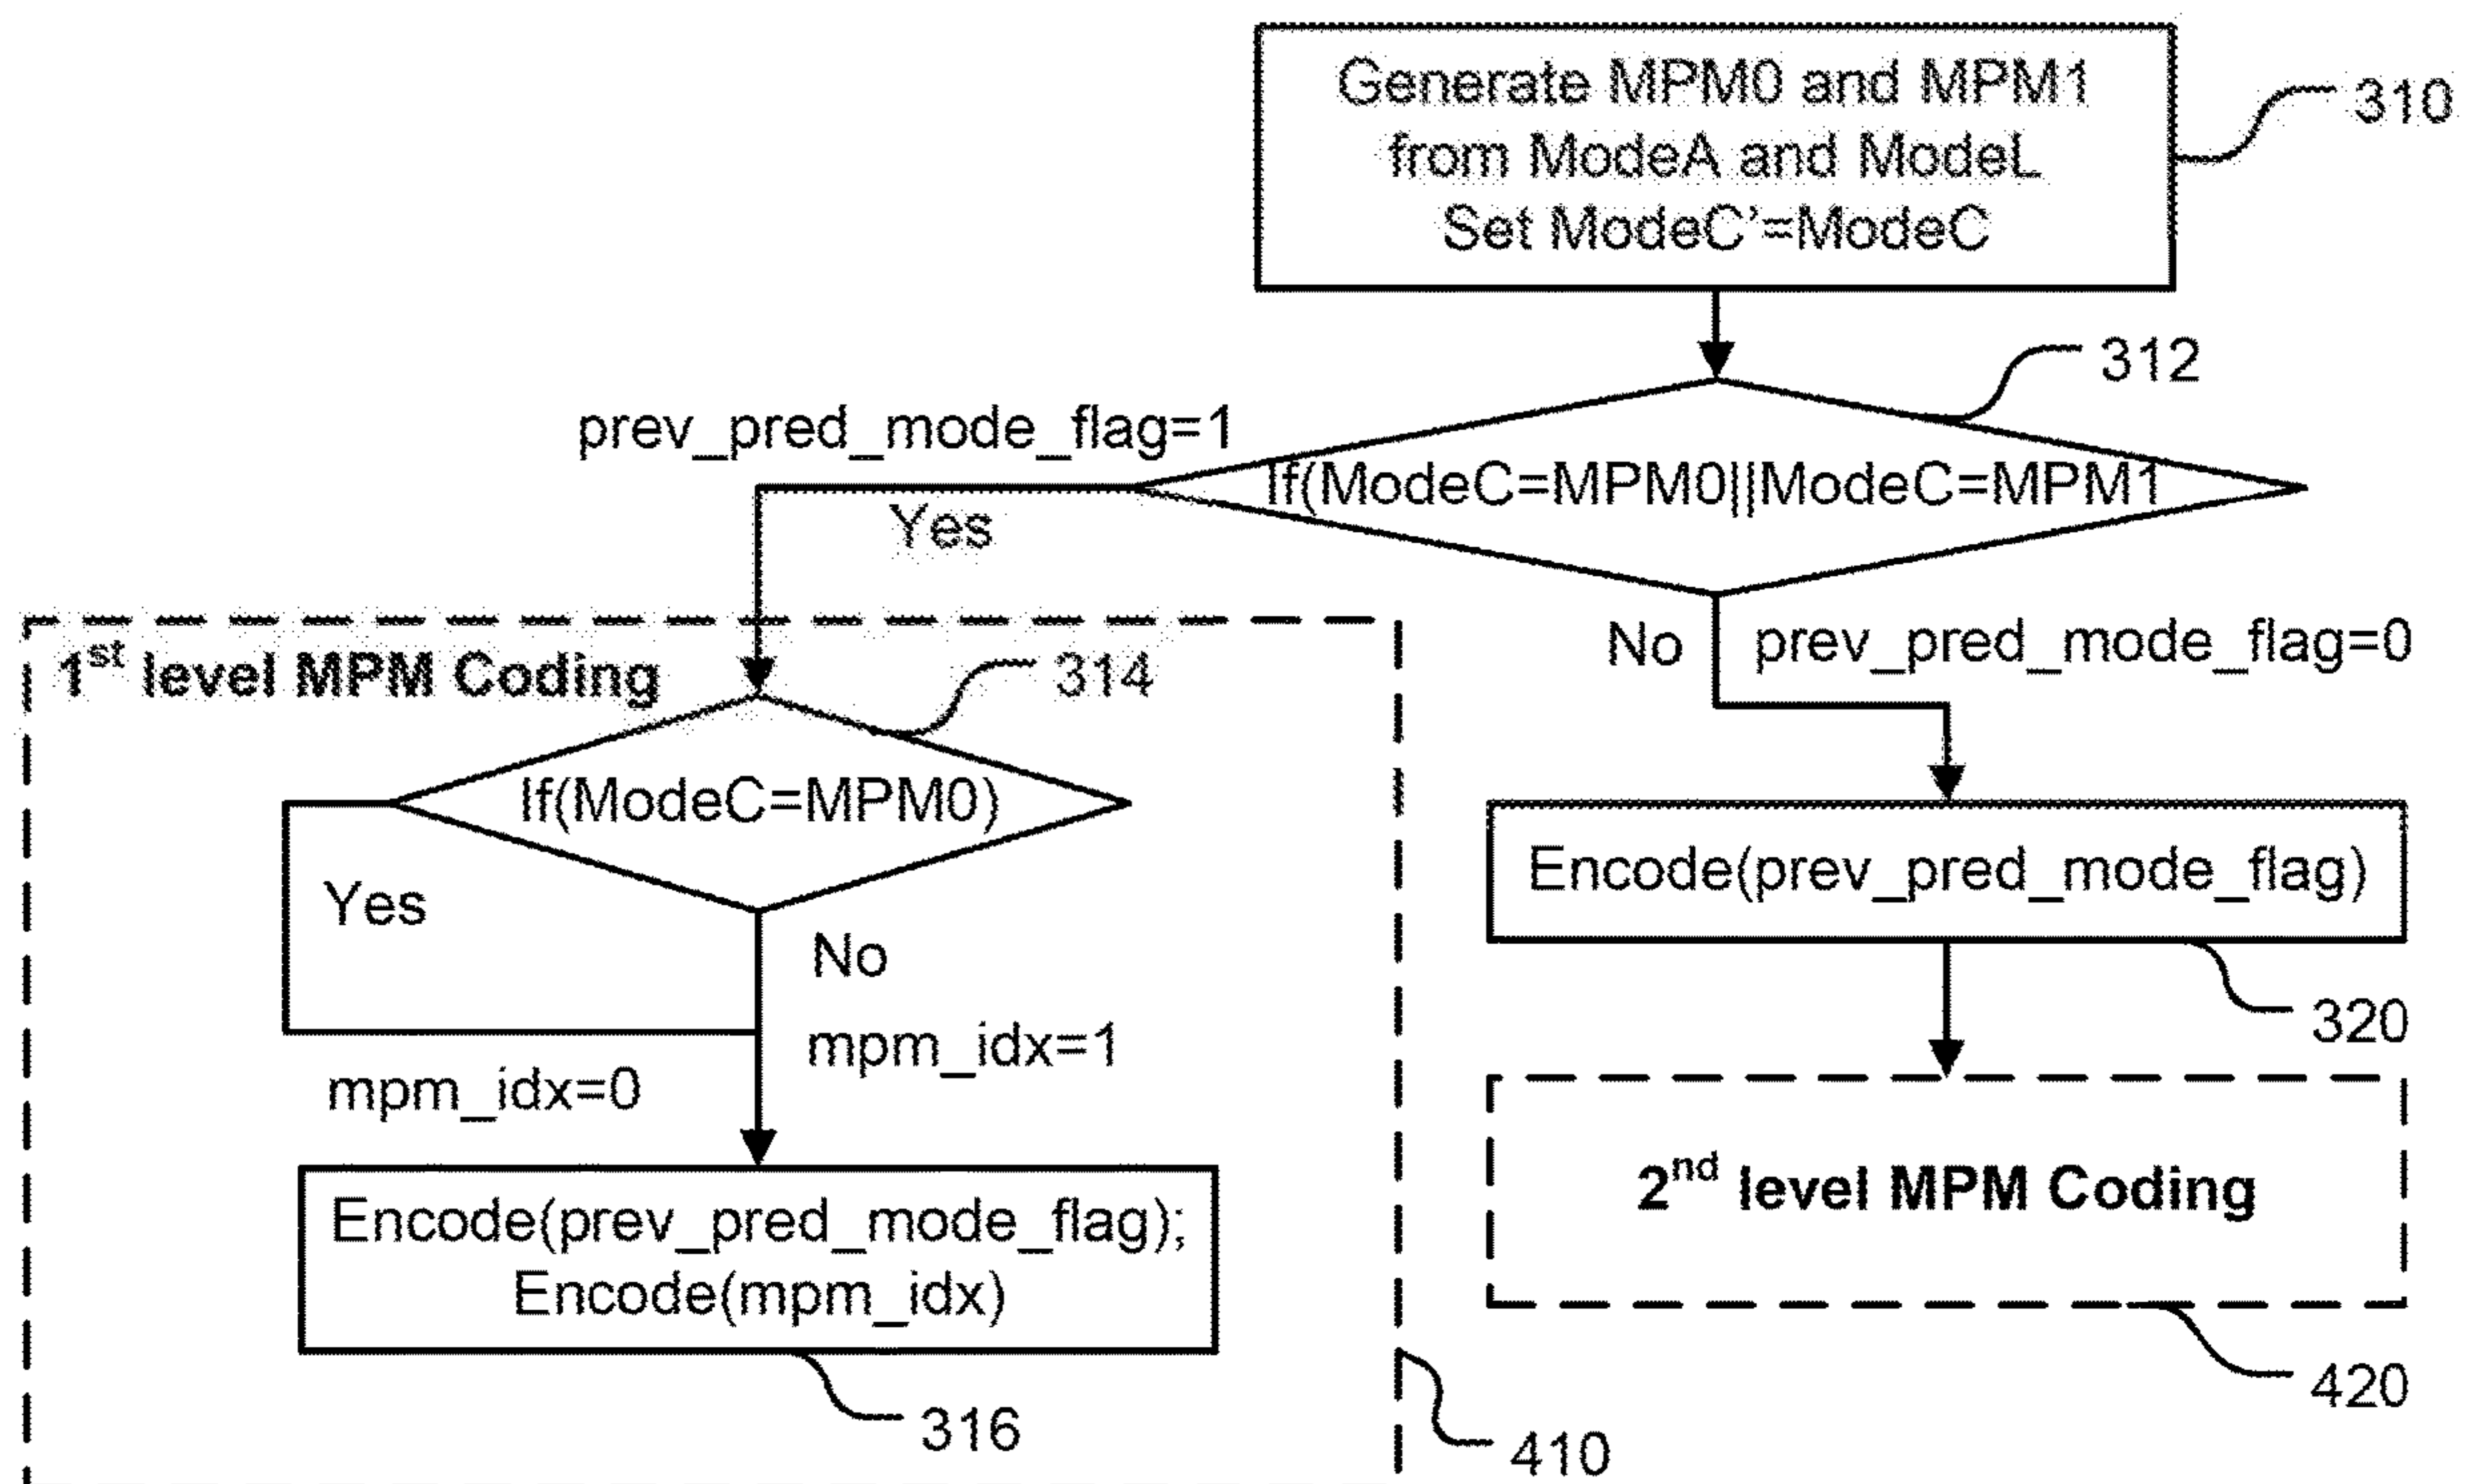 Generate MPM0 and MPM1
from ModeA and ModeL
Set ModeC'=ModeC
310
312
prev_pred_mode_flag=1
If(ModeC=MPM0||ModeC=MPM1
Yes
No
prev_pred_mode_flag=0
1st level MPM Coding
314
If(ModeC=MPM0)
Yes
No
mpm_idx=1
mpm_idx=0
Encode(prev_pred_mode_flag);
Encode(mpm_idx)
316
410
Encode(prev_pred_mode_flag)
320
2nd level MPM Coding
420